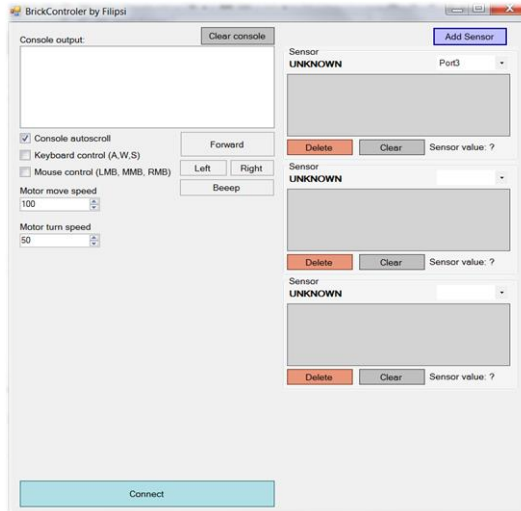 BrickControler by Filipsi
Console output:
Clear console
Console autoscroll
Keyboard control (A,W,S)
Mouse control (LMB, MMB, RMB)
Forward
Left
Right
Beeep
Motor move speed
100
Motor turn speed
50
Connect
Add Sensor
Sensor
UNKNOWN
Port3
Delete
Clear
Sensor value: ?
Sensor
UNKNOWN
Delete
Clear
Sensor value: ?
Sensor
UNKNOWN
Delete
Clear
Sensor value: ?